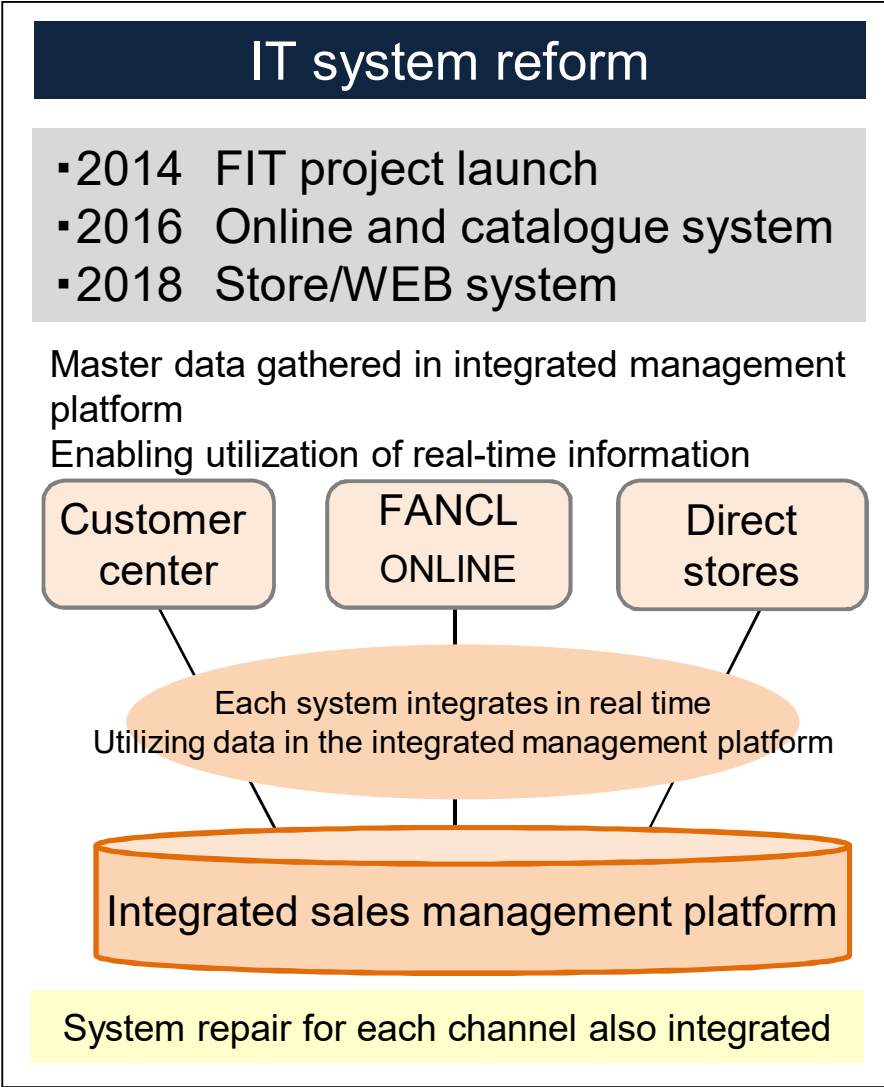 IT system reform
▪2014 FIT project launch
▪2016 Online and catalogue system
▪2018 Store/WEB system
Master data gathered in integrated management
platform
Enabling utilization of real-time information
Customer
center
FANCL
ONLINE
Direct
stores
Each system integrates in real time
Utilizing data in the integrated management platform
Integrated sales management platform
System repair for each channel also integrated